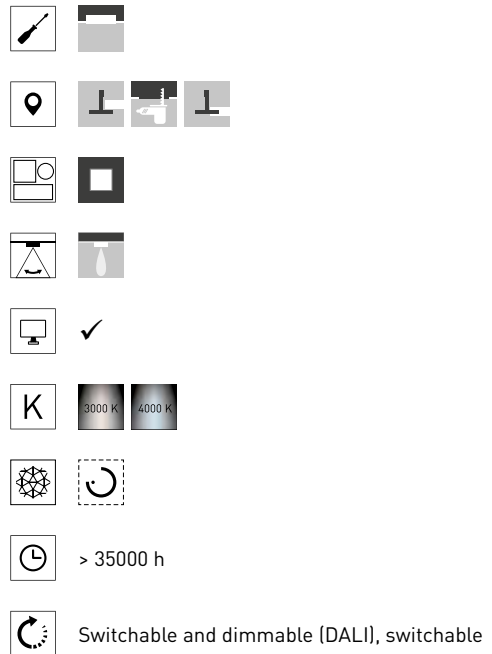 K
3000 K
4000 K
> 35000 h
Switchable and dimmable (DALI), switchable